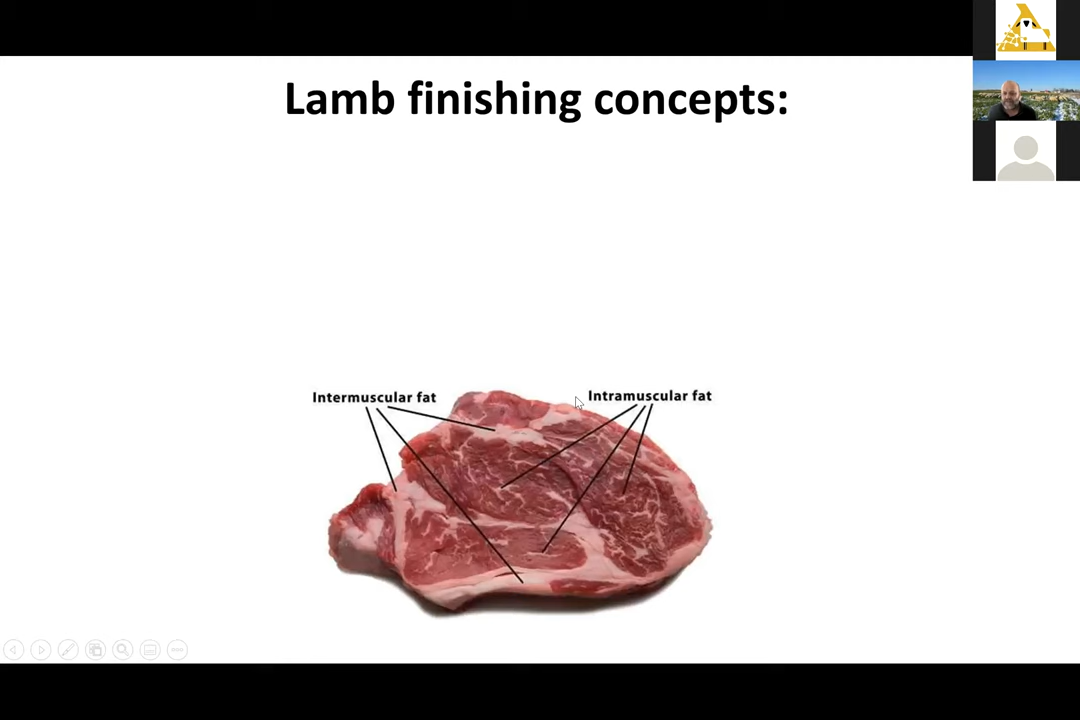 Lamb finishing concepts:
Intermuscular fat
Intramuscular fat